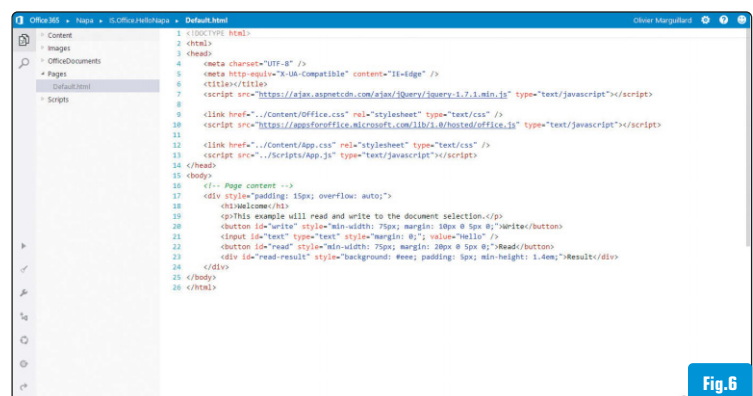 Office 365 ▸ Napa ▸ IS.Office.HelloNapa ▸ Default.html
Olivier Marguillard
Content
Images
OfficeDocuments
Pages
Default.html
Scripts
1 <!DOCTYPE html>
2 <html>
3 <head>
4 <meta charset="UTF-8" />
5 <meta http-equiv="X-UA-Compatible" content="IE=Edge" />
6 <title></title>
7 <script src="https://ajax.aspnetcdn.com/ajax/jQuery/jquery-1.7.1.min.js" type="text/javascript"></script>
8
9 <link href="../Content/Office.css" rel="stylesheet" type="text/css" />
10 <script src="https://appsforoffice.microsoft.com/lib/1.0/hosted/office.js" type="text/javascript"></script>
11
12 <link href="../Content/App.css" rel="stylesheet" type="text/css" />
13 <script src="../Scripts/App.js" type="text/javascript"></script>
14 </head>
15 <body>
16 <!-- Page content -->
17 <div style="padding: 15px; overflow: auto;">
18 <h1>Welcome</h1>
19 <p>This example will read and write to the document selection.</p>
20 <button id="write" style="min-width: 75px; margin: 10px 0 5px 0;">Write</button>
21 <input id="text" type="text" style="margin: 0;"; value="Hello" />
22 <button id="read" style="min-width: 75px; margin: 20px 0 5px 0;">Read</button>
23 <div id="read-result" style="background: #eee; padding: 5px; min-height: 1.4em;">Result</div>
24 </div>
25 </body>
26 </html>
Fig.6